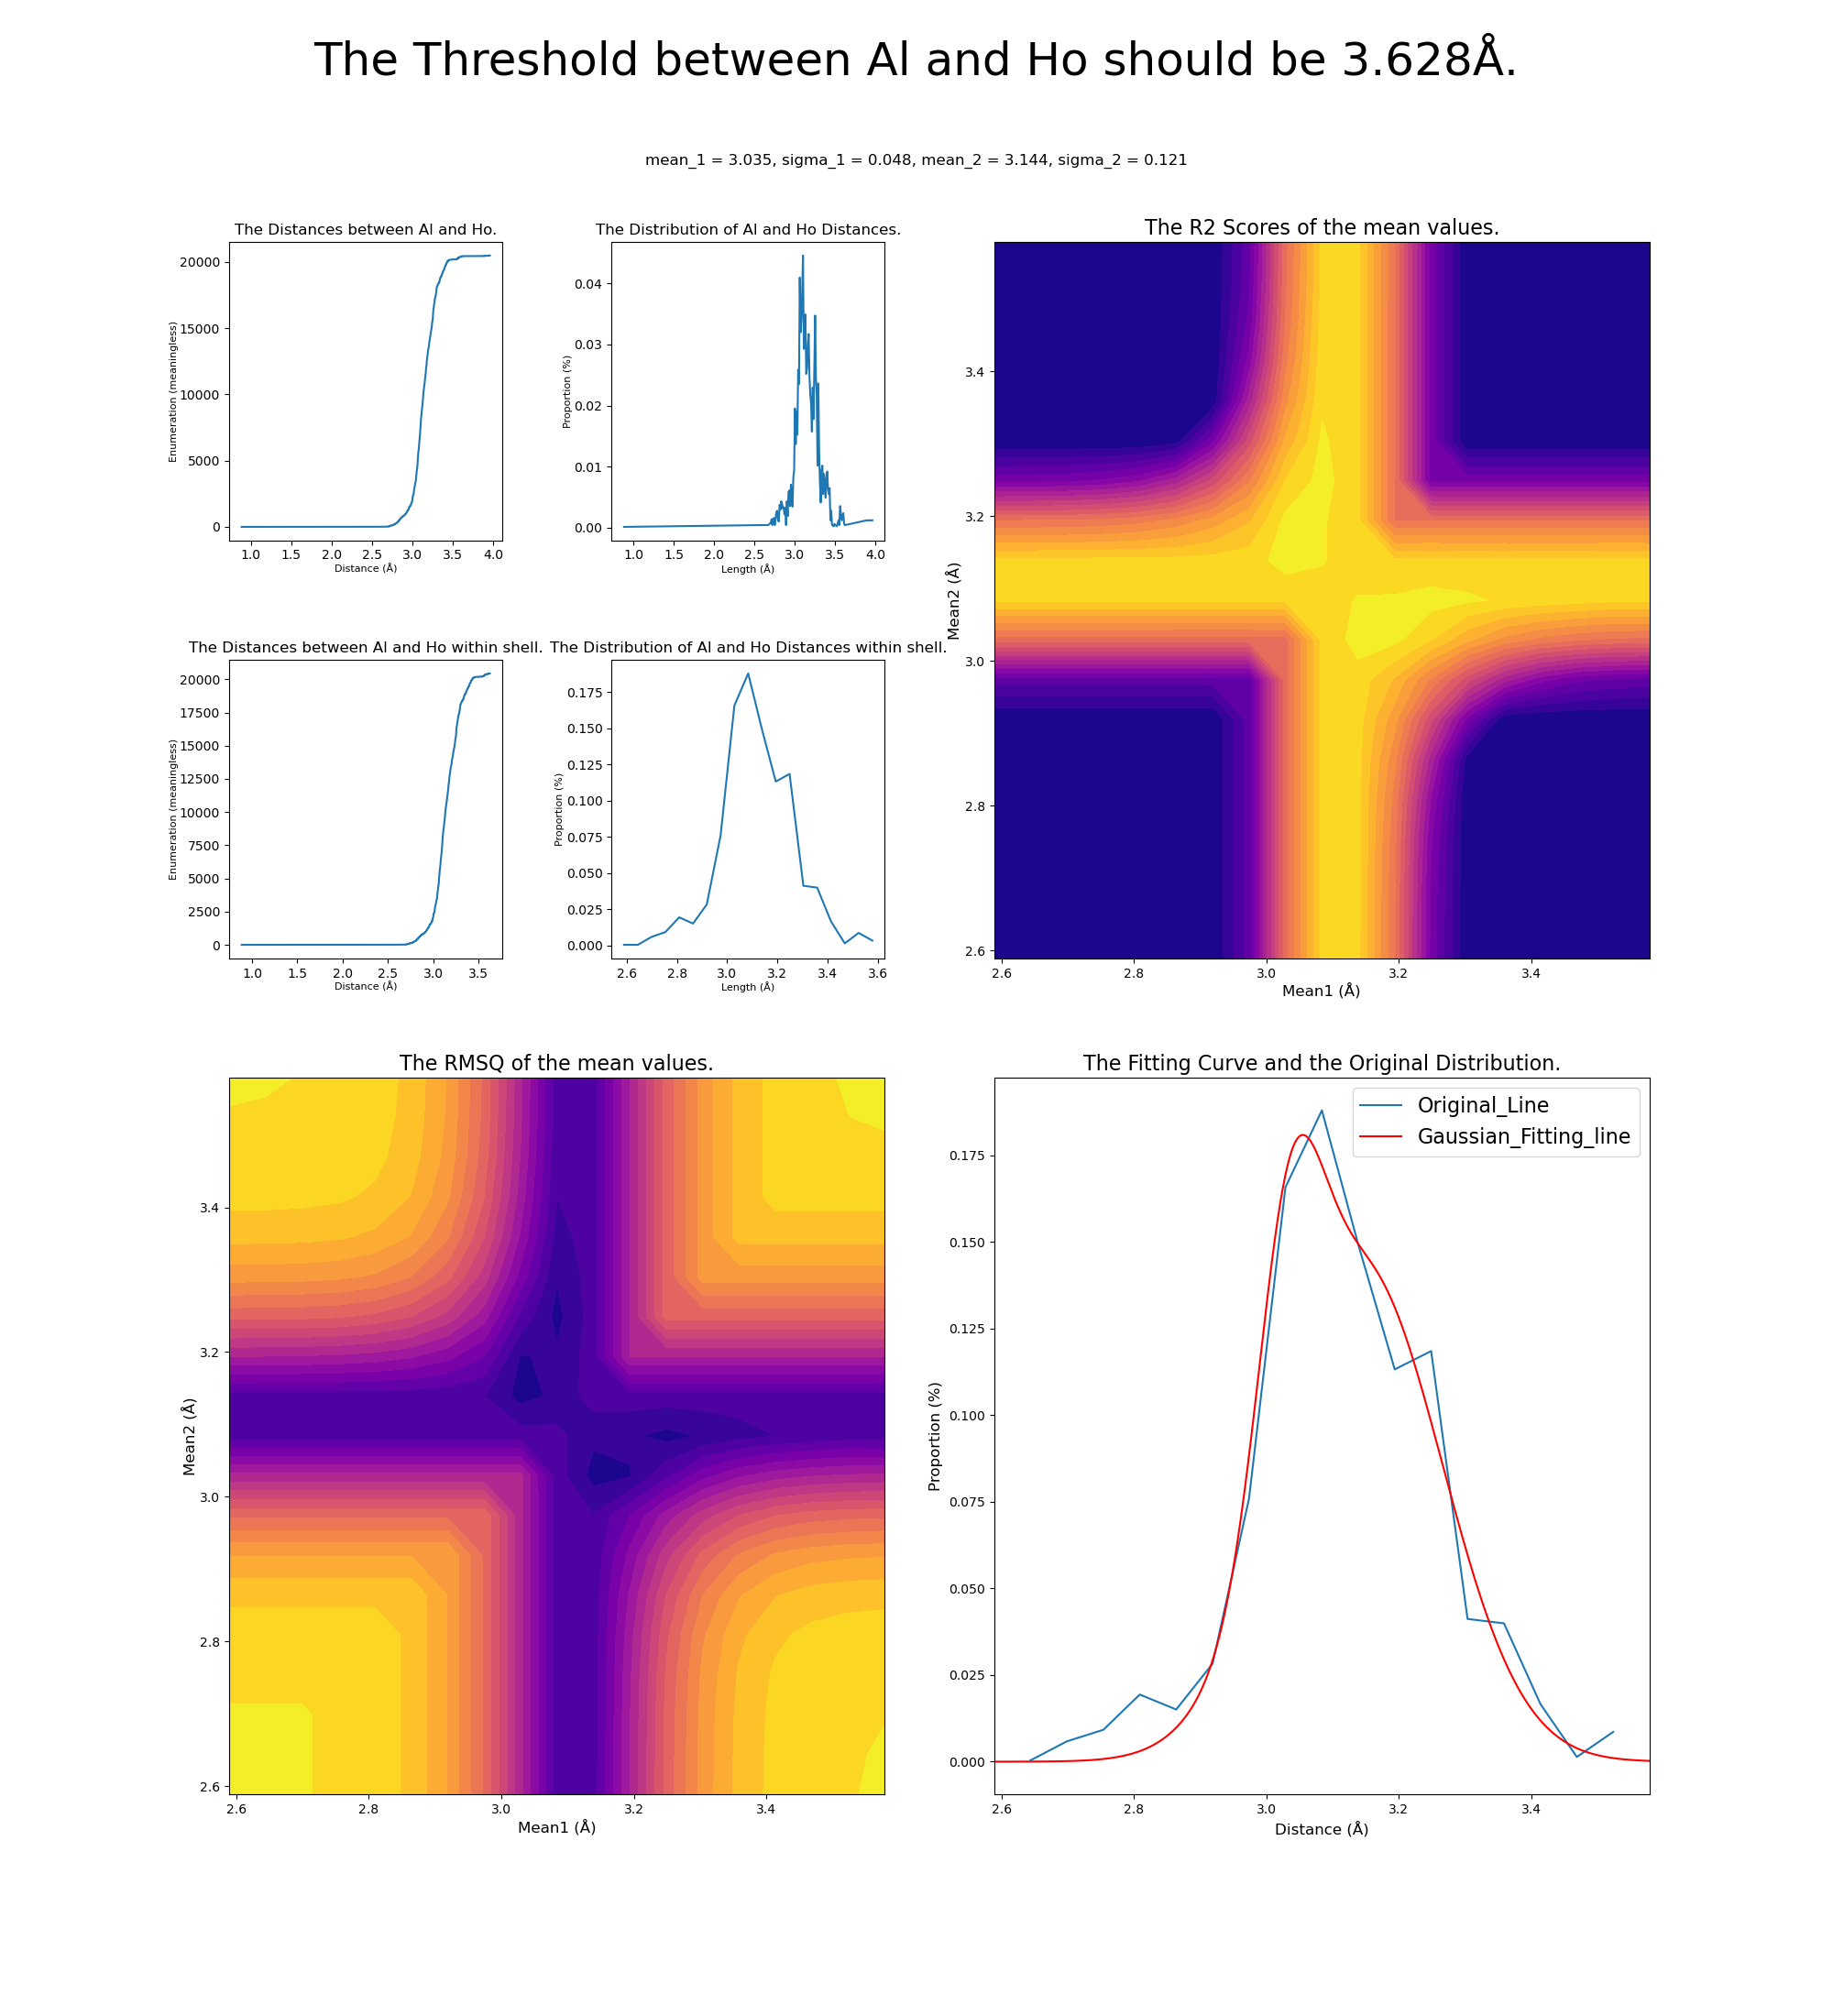 The Threshold between Al and Ho should be 3.628Å.
mean_1 = 3.035, sigma_1 = 0.048, mean_2 = 3.144, sigma_2 = 0.121
The Distances between Al and Ho.
20000
15000
10000
5000
0
Enumeration (meaningless)
1.0 1.5 2.0 2.5 3.0 3.5 4.0
Distance (Å)
The Distribution of Al and Ho Distances.
0.04
0.03
0.02
0.01
0.00
Proportion (%)
1.0 1.5 2.0 2.5 3.0 3.5 4.0
Length (Å)
The R2 Scores of the mean values.
3.4
3.2
3.0
2.8
2.6
Mean2 (Å)
2.6 2.8 3.0 3.2 3.4
Mean1 (Å)
The Distances between Al and Ho within shell.
20000
17500
15000
12500
10000
7500
5000
2500
0
Enumeration (meaningless)
1.0 1.5 2.0 2.5 3.0 3.5
Distance (Å)
The Distribution of Al and Ho Distances within shell.
0.175
0.150
0.125
0.100
0.075
0.050
0.025
0.000
Proportion (%)
2.6 2.8 3.0 3.2 3.4 3.6
Length (Å)
The RMSQ of the mean values.
3.4
3.2
3.0
2.8
2.6
Mean2 (Å)
2.6 2.8 3.0 3.2 3.4
Mean1 (Å)
The Fitting Curve and the Original Distribution.
Original_Line
Gaussian_Fitting_line
0.175
0.150
0.125
0.100
0.075
0.050
0.025
0.000
Proportion (%)
2.6 2.8 3.0 3.2 3.4
Distance (Å)